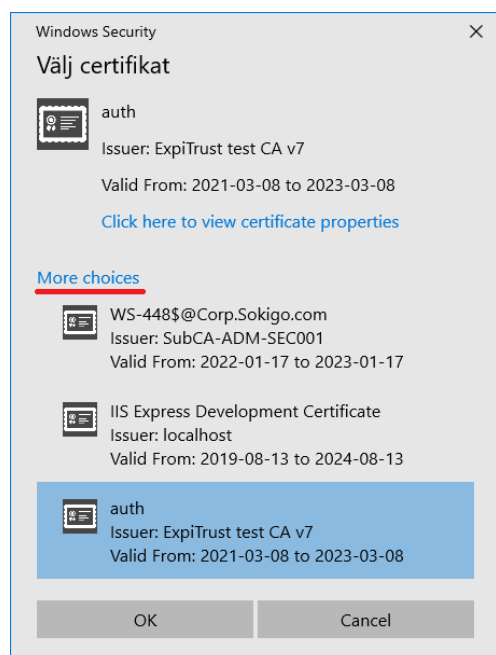 Windows Security
Välj certifikat
auth
Issuer: ExpiTrust test CA v7
Valid From: 2021-03-08 to 2023-03-08
Click here to view certificate properties
More choices
WS-448$@Corp.Sokigo.com
Issuer: SubCA-ADM-SEC001
Valid From: 2022-01-17 to 2023-01-17
IIS Express Development Certificate
Issuer: localhost
Valid From: 2019-08-13 to 2024-08-13
auth
Issuer: ExpiTrust test CA v7
Valid From: 2021-03-08 to 2023-03-08
OK
Cancel